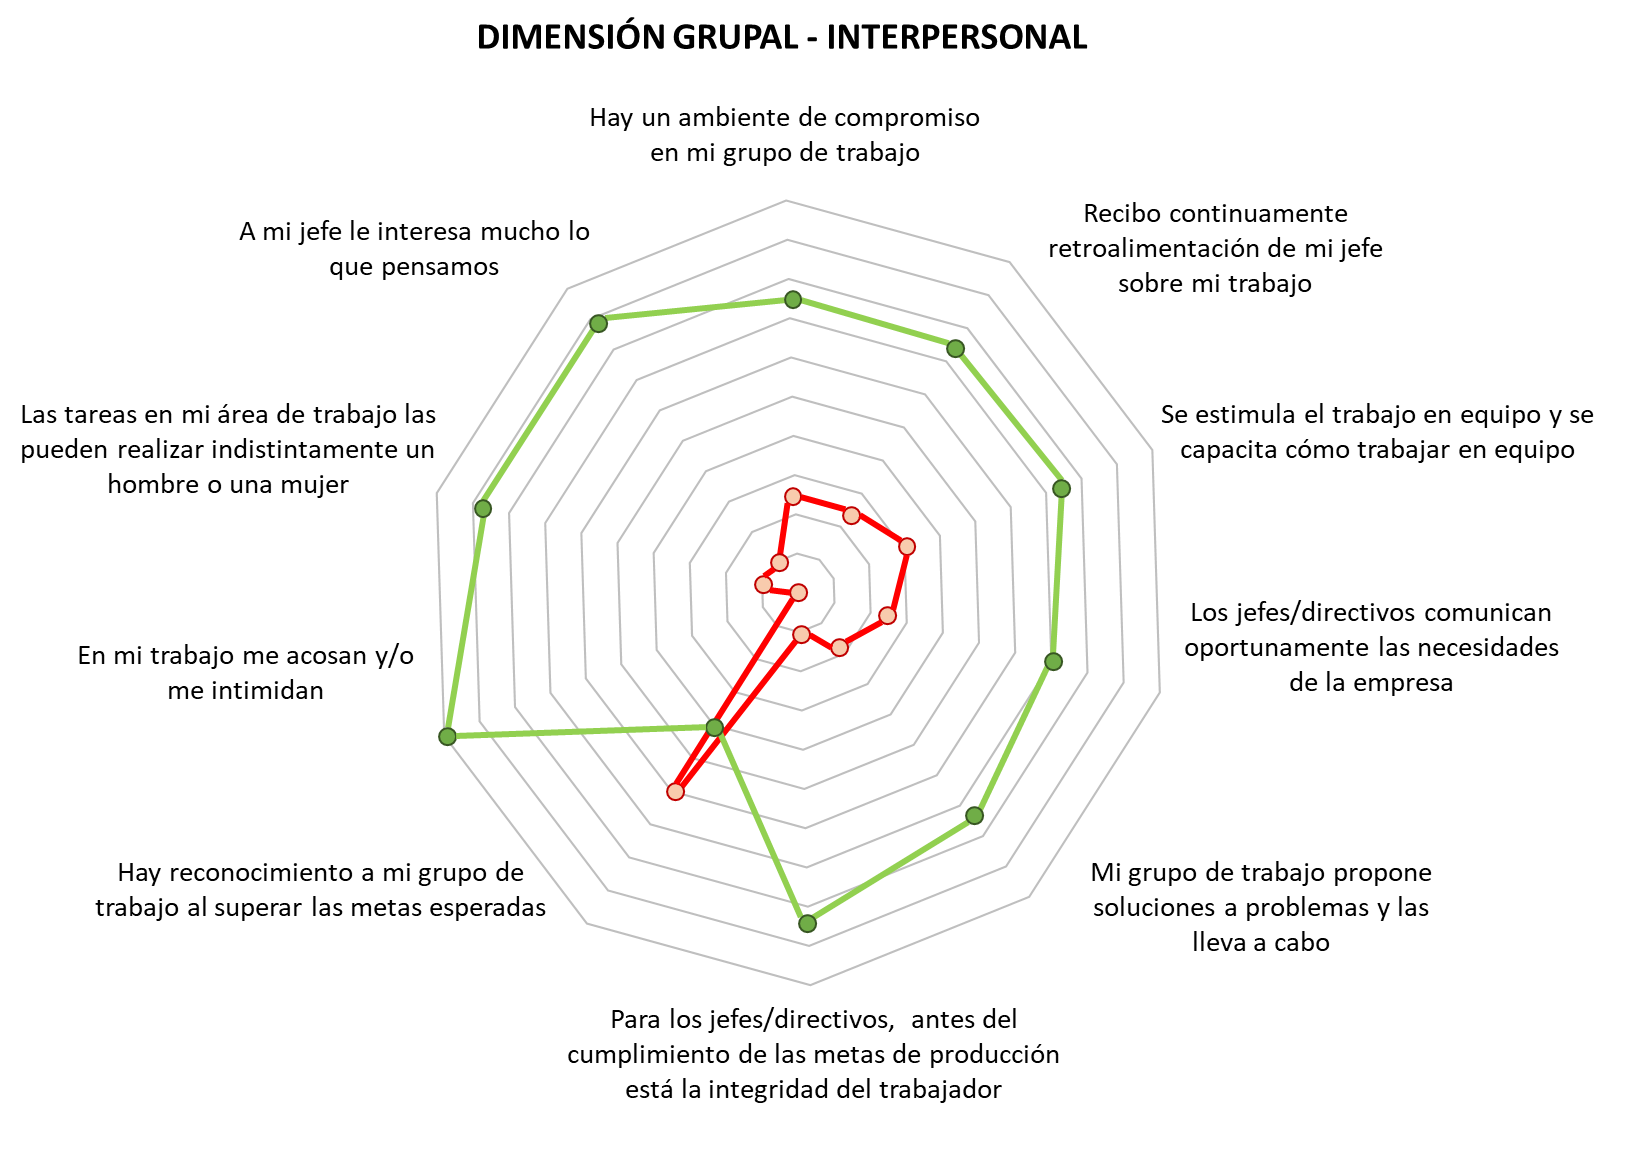 DIMENSIÓN GRUPAL - INTERPERSONAL
Hay un ambiente de compromiso
en mi grupo de trabajo
Recibo continuamente
retroalimentación de mi jefe
sobre mi trabajo
Se estimula el trabajo en equipo y se
capacita cómo trabajar en equipo
Los jefes/directivos comunican
oportunamente las necesidades
de la empresa
Mi grupo de trabajo propone
soluciones a problemas y las
lleva a cabo
Para los jefes/directivos, antes del
cumplimiento de las metas de producción
está la integridad del trabajador
Hay reconocimiento a mi grupo de
trabajo al superar las metas esperadas
En mi trabajo me acosan y/o
me intimidan
Las tareas en mi área de trabajo las
pueden realizar indistintamente un
hombre o una mujer
A mi jefe le interesa mucho lo
que pensamos